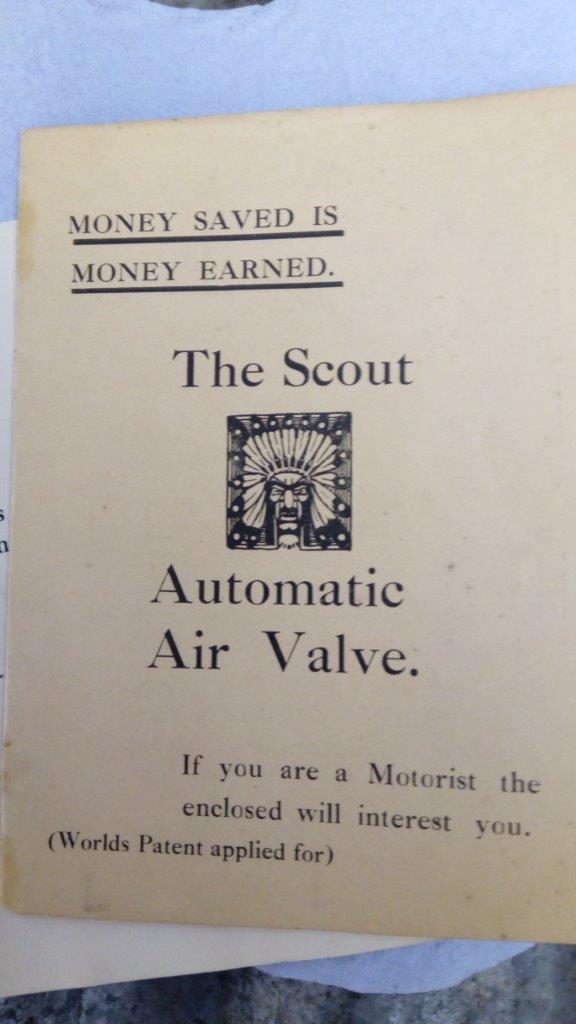 MONEY SAVED IS
MONEY EARNED.
The Scout
Automatic
Air Valve.
If you are a Motorist the
enclosed will interest you.
(Worlds Patent applied for)
s
n